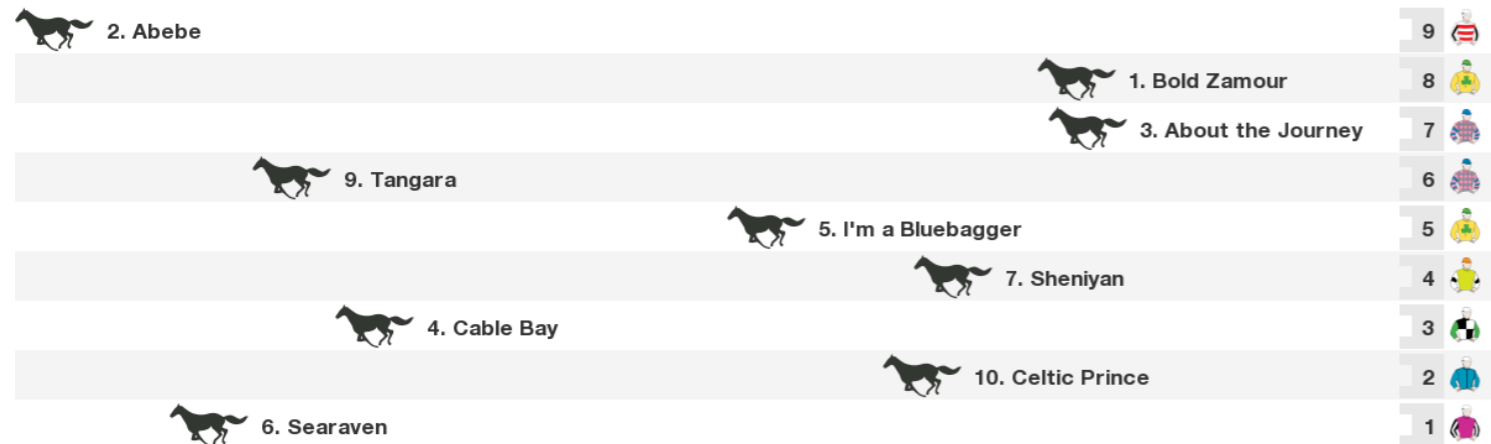 2. Abebe 9
1. Bold Zamour 8
3. About the Journey 7
9. Tangara 6
5. I'm a Bluebagger 5
7. Sheniyan 4
4. Cable Bay 3
10. Celtic Prince 2
6. Searaven 1